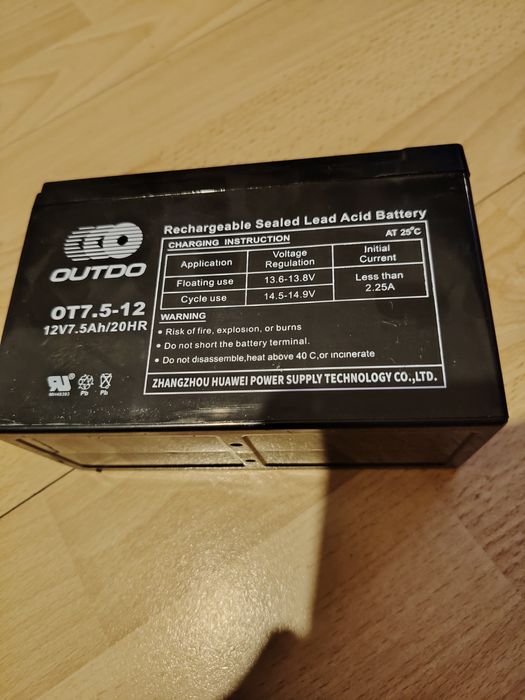 Rechargeable Sealed Lead Acid Battery
CHARGING INSTRUCTION AT 25°C
Application Voltage Regulation Initial Current
Floating use 13.6-13.8V Less than 2.25A
Cycle use 14.5-14.9V
WARNING
• Risk of fire, explosion, or burns
• Do not short the battery terminal.
• Do not disassemble,heat above 40 C,or incinerate
ZHANGZHOU HUAWEI POWER SUPPLY TECHNOLOGY CO.,LTD.
OUTDO
OT7.5-12
12V7.5Ah/20HR
MH48393
Pb Pb